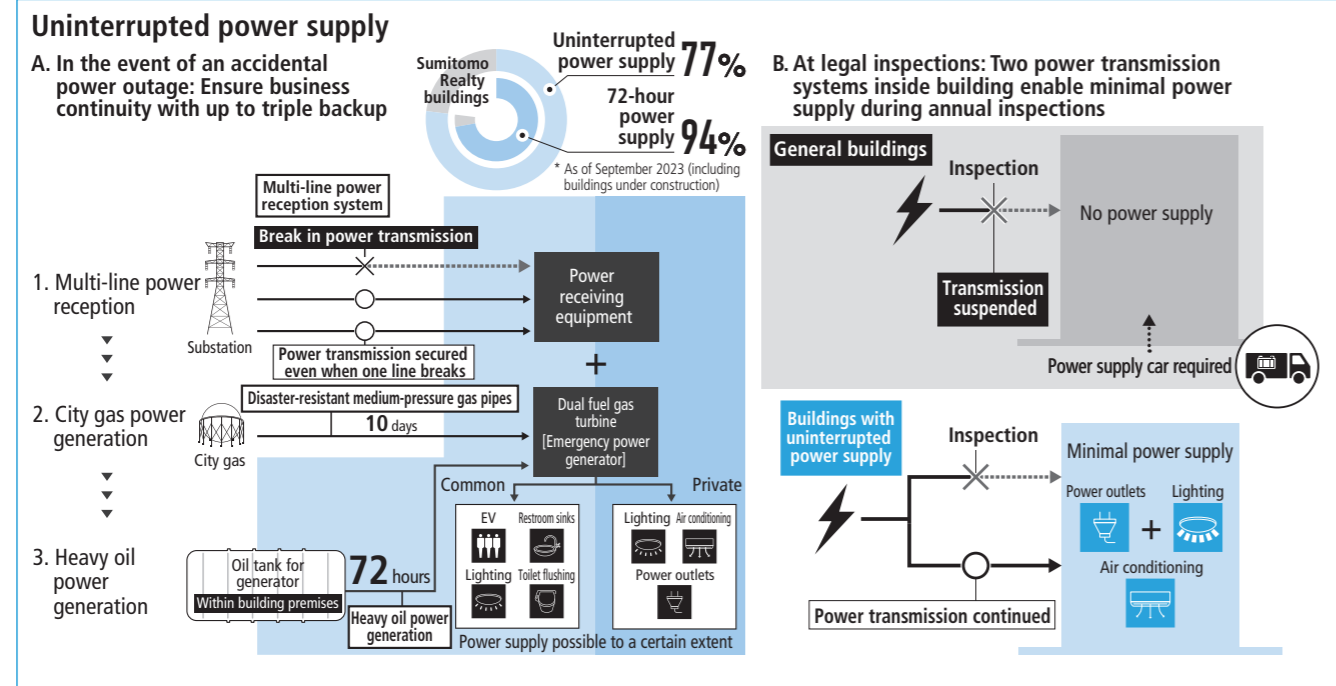 Uninterrupted power supply
A. In the event of an accidental
power outage: Ensure business
continuity with up to triple backup
Sumitomo
Realty
buildings
Uninterrupted
power supply 77%
72-hour
power
supply 94%
* As of September 2023 (including
buildings under construction)
Multi-line power
reception system
Break in power transmission
1. Multi-line power
reception
Substation
Power receiving equipment
Power transmission secured
even when one line breaks
+
Disaster-resistant medium-pressure gas pipes
10 days
2. City gas power
generation
City gas
Dual fuel gas
turbine
[Emergency power
generator]
Common
Private
EV
Restroom sinks
Lighting
Toilet flushing
Lighting
Air conditioning
Power outlets
3. Heavy oil
power
generation
Oil tank for
generator
Within building premises
72 hours
Heavy oil power
generation
Power supply possible to a certain extent
B. At legal inspections: Two power transmission
systems inside building enable minimal power
supply during annual inspections
General buildings
Inspection
No power supply
Transmission
suspended
Power supply car required
Buildings with
uninterrupted
power supply
Inspection
Minimal power supply
Power outlets
Lighting
+
Air conditioning
Power transmission continued